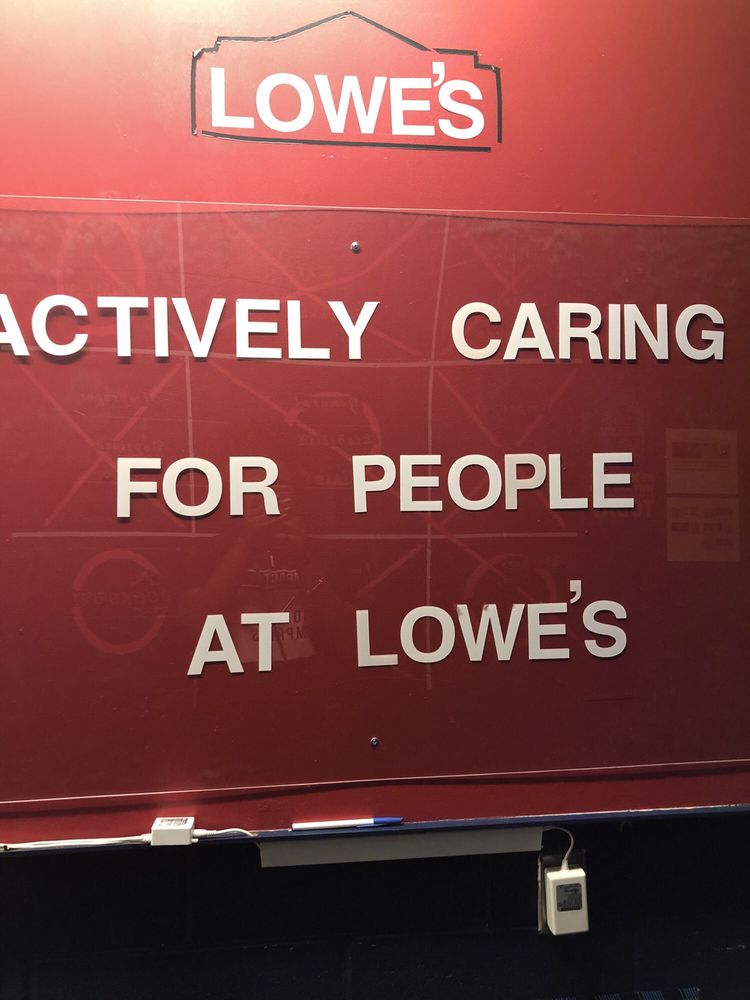 LOWE'S
ACTIVELY CARING
FOR PEOPLE
AT LOWE'S